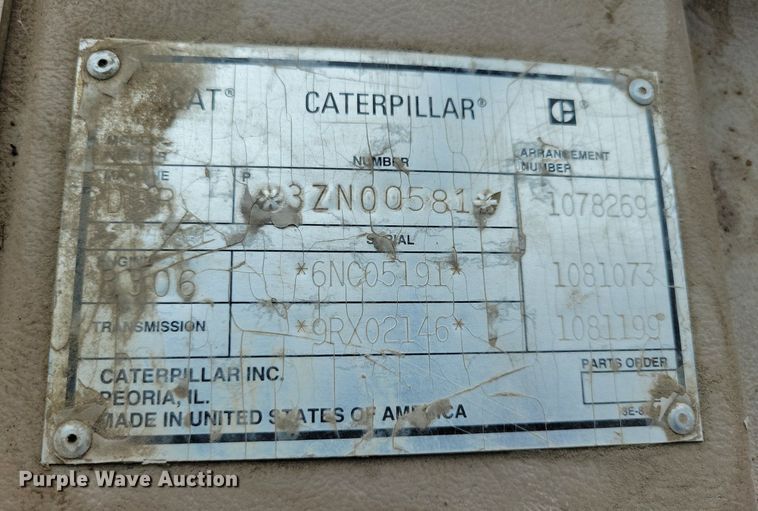 CAT® CATERPILLAR® C®
NUMBER ARRANGEMENT NUMBER
P *3ZN00581* 1078269
SERIAL
*6NC05191* 1081073
TRANSMISSION *9RX02146* 1081199
CATERPILLAR INC.
PEORIA, IL.
MADE IN UNITED STATES OF AMERICA
PARTS ORDER
Purple Wave Auction